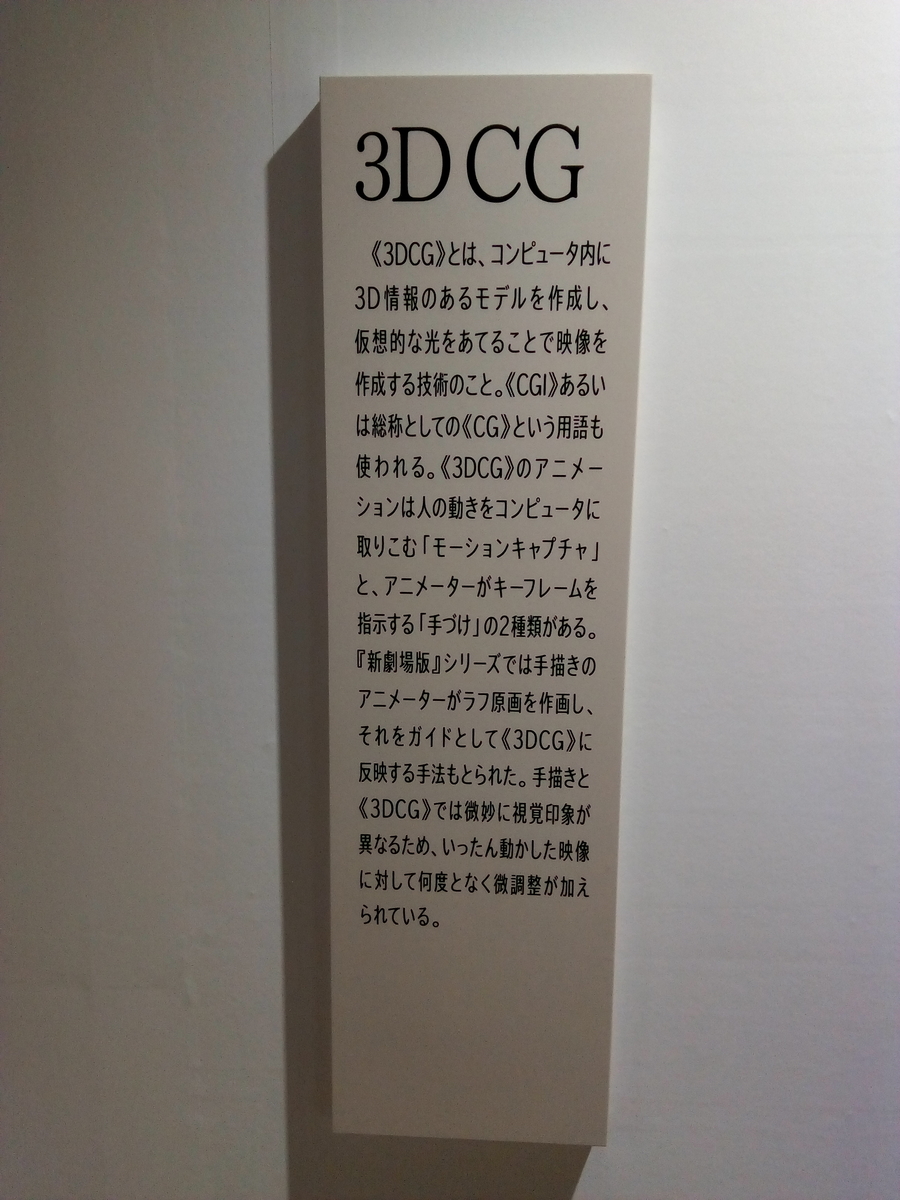 3D CG
《3DCG》とは、コンピュータ内に
3D情報のあるモデルを作成し、
仮想的な光をあてることで映像を
作成する技術のこと。《CGI》あるい
は総称としての《CG》という用語も
使われる。《3DCG》のアニメー
ションは人の動きをコンピュータに
取りこむ「モーションキャプチャ」
と、アニメーターがキーフレームを
指示する「手づけ」の2種類がある。
『新劇場版』シリーズでは手描きの
アニメーターがラフ原画を作画し、
それをガイドとして《3DCG》に
反映する手法もとられた。手描きと
《3DCG》では微妙に視覚印象が
異なるため、いったん動かした映像
に対して何度となく微調整が加え
られている。